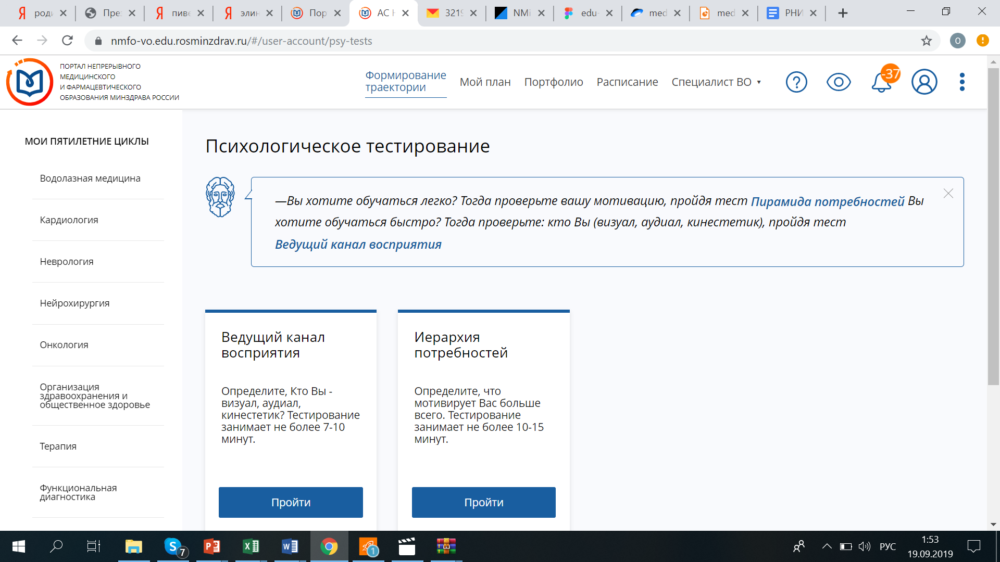 роди
През
пиве
элин
Пор
АС Н
3219
NMi
edu-
med
med
РНИ
nmfo-vo.edu.rosminzdrav.ru/#/user-account/psy-tests
О
ПОРТАЛ НЕПРЕРЫВНОГО
МЕДИЦИНСКОГО
И ФАРМАЦЕВТИЧЕСКОГО
ОБРАЗОВАНИЯ МИНЗДРАВА РОССИИ
Формирование
траектории
Мой план
Портфолио
Расписание
Специалист ВО
-37
МОИ ПЯТИЛЕТНИЕ ЦИКЛЫ
Водолазная медицина
Кардиология
Неврология
Нейрохирургия
Онкология
Организация
здравоохранения и
общественное здоровье
Терапия
Функциональная
диагностика
Психологическое тестирование
—Вы хотите обучаться легко? Тогда проверьте вашу мотивацию, пройдя тест Пирамида потребностей Вы
хотите обучаться быстро? Тогда проверьте: кто Вы (визуал, аудиал, кинестетик), пройдя тест
Ведущий канал восприятия
Ведущий канал
восприятия
Определите, Кто Вы -
визуал, аудиал,
кинестетик? Тестирование
занимает не более 7-10
минут.
Пройти
Иерархия
потребностей
Определите, что
мотивирует Вас больше
всего. Тестирование
занимает не более 10-15
минут.
Пройти
7
1
РУС
1:53
19.09.2019